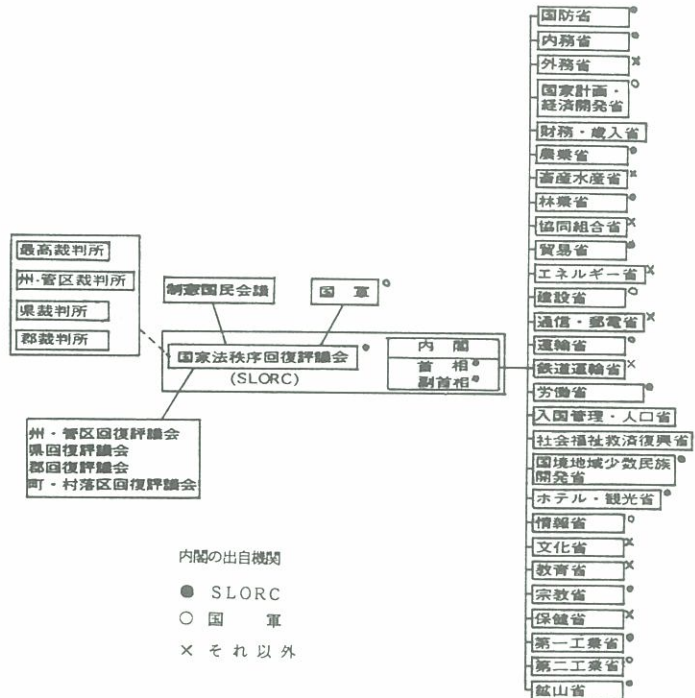 最高裁判所
州・管区裁判所
県裁判所
郡裁判所
制憲国民会議
国 軍 ○
国家法秩序回復評議会 ●
(SLORC)
内 閣
首 相 ●
副首相 ●
州・管区回復評議会
県回復評議会
郡回復評議会
町・村落区回復評議会
内閣の出自機関
● SLORC
○ 国 軍
× それ以外
国防省 ●
内務省 ●
外務省 ×
国家計画・ ○
経済開発省
財務・歳入省
農業省 ●
畜産水産省 ×
林業省 ●
協同組合省 ×
貿易省 ●
エネルギー省 ×
建設省 ○
通信・郵電省 ×
運輸省 ○
鉄道運輸省 ×
労働省 ●
入国管理・人口省
社会福祉救済復興省
国境地域少数民族 ●
開発省
ホテル・観光省 ●
情報省 ○
文化省 ×
教育省 ×
宗教省 ●
保健省 ×
第一工業省 ●
第二工業省 ○
鉱山省 ●